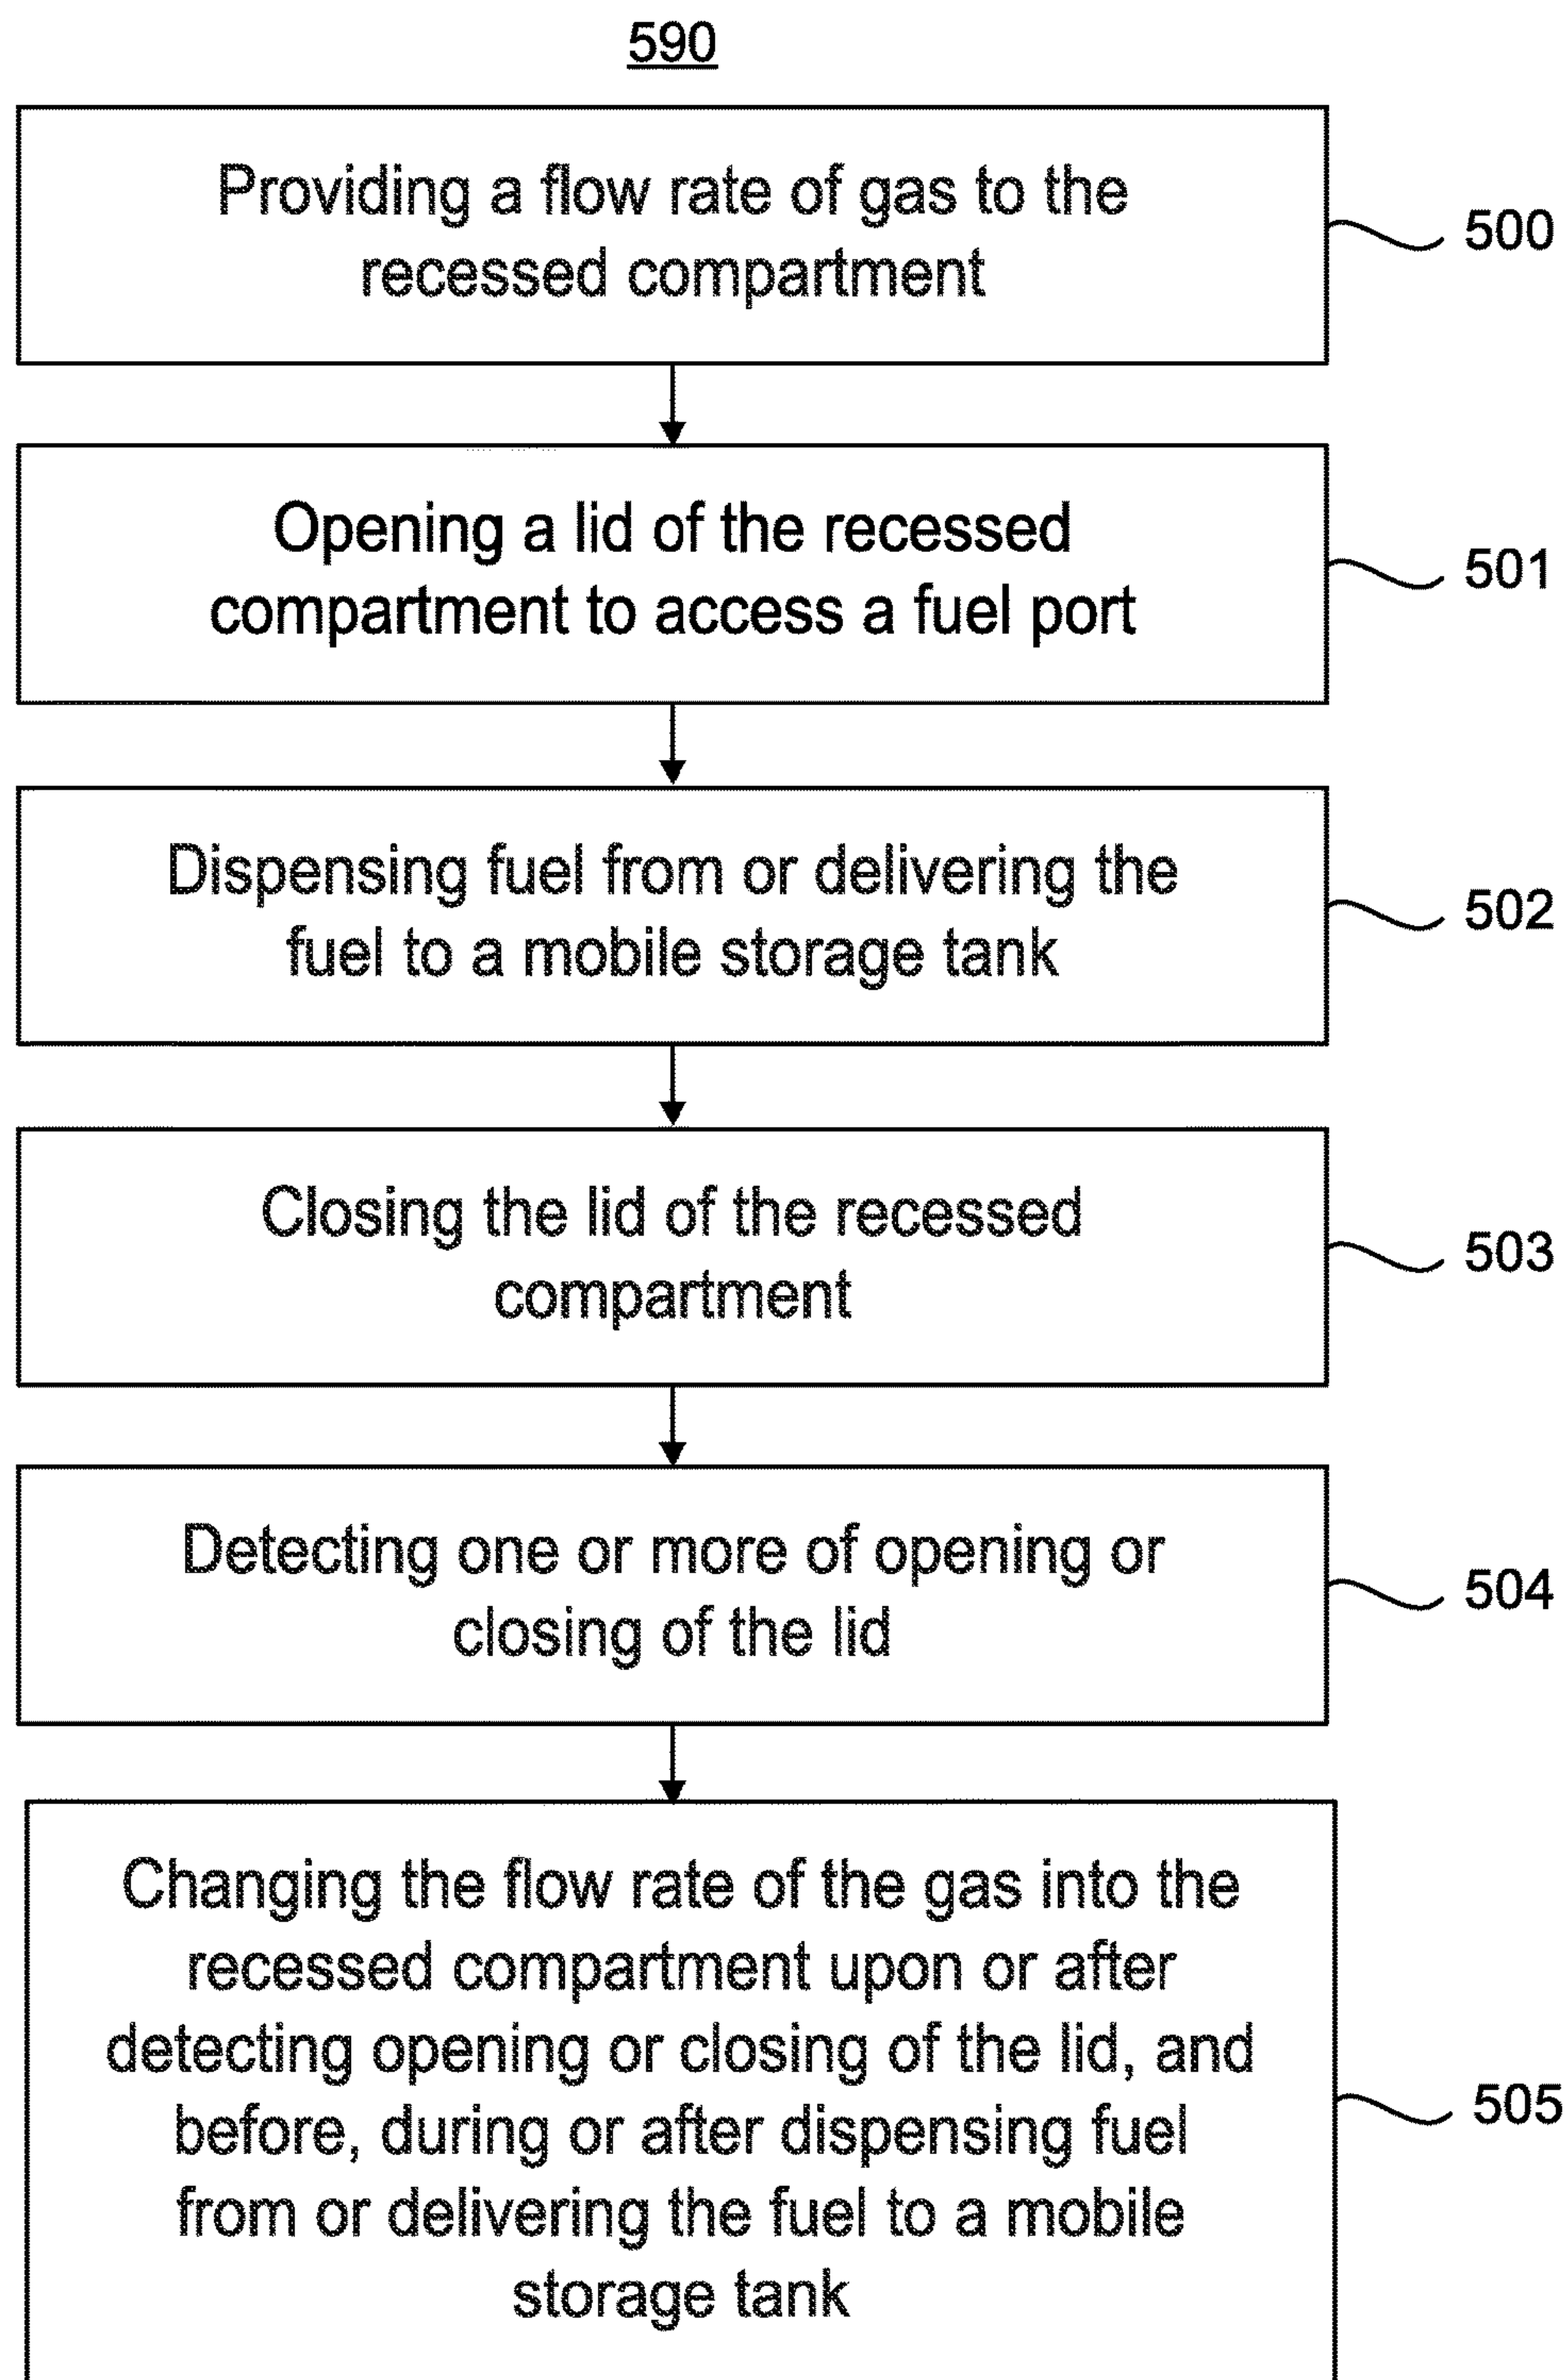 590
Providing a flow rate of gas to the
recessed compartment
500
Opening a lid of the recessed
compartment to access a fuel port
501
Dispensing fuel from or delivering the
fuel to a mobile storage tank
502
Closing the lid of the recessed
compartment
503
Detecting one or more of opening or
closing of the lid
504
Changing the flow rate of the gas into the
recessed compartment upon or after
detecting opening or closing of the lid, and
before, during or after dispensing fuel
from or delivering the fuel to a mobile
storage tank
505